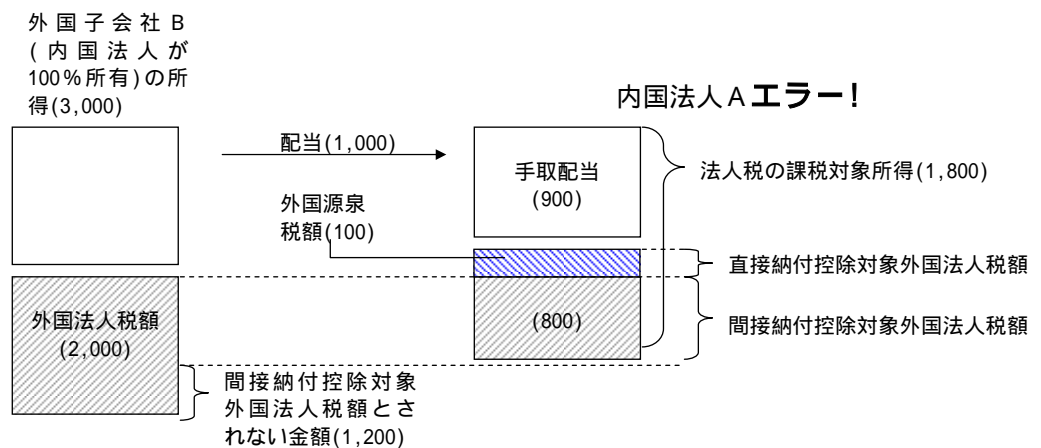 外国子会社B
(内国法人が
100%所有)の所
得(3,000)
内国法人A エラー!
配当(1,000)
手取配当
(900)
法人税の課税対象所得(1,800)
外国源泉
税額(100)
直接納付控除対象外国法人税額
外国法人税額
(2,000)
(800)
間接納付控除対象外国法人税額
間接納付控除対象
外国法人税額とさ
れない金額(1,200)